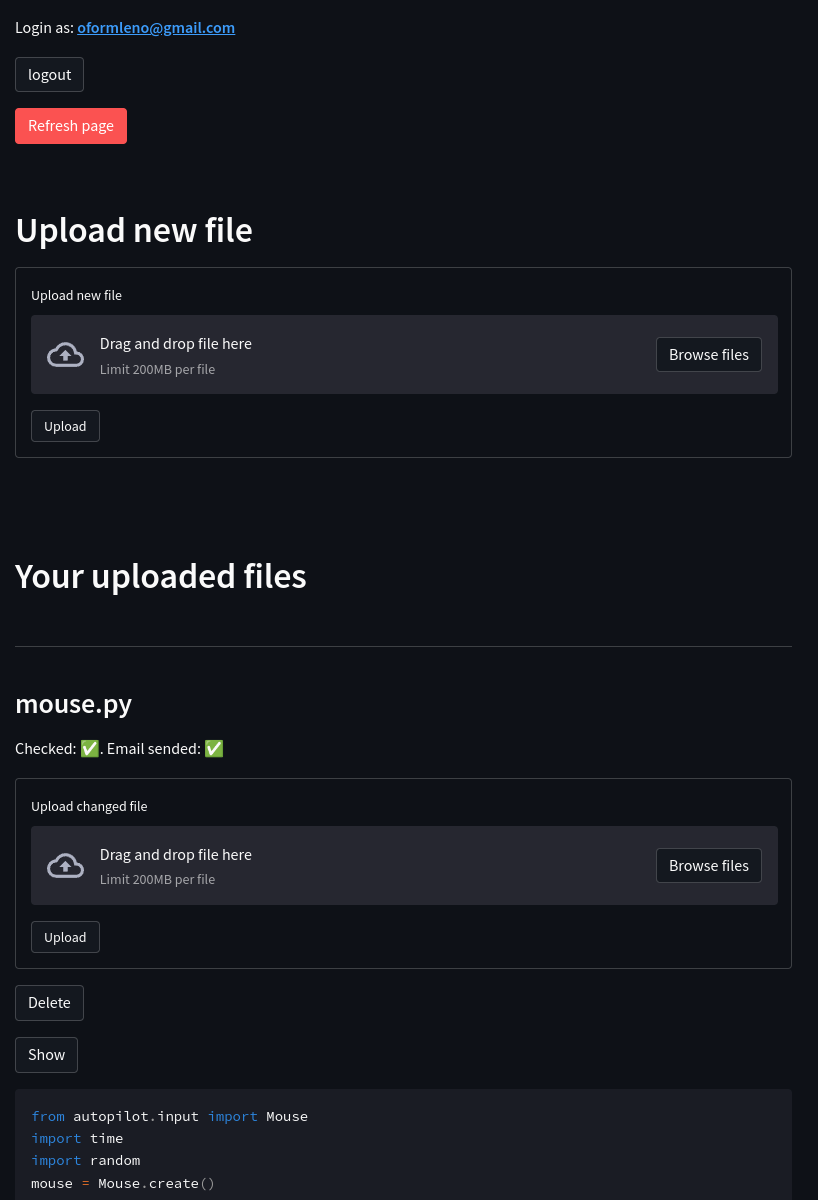 Login as: oformleno@gmail.com
logout
Refresh page
Upload new file
Upload new file
Drag and drop file here
Limit 200MB per file
Browse files
Upload
Your uploaded files
mouse.py
Checked: ✅. Email sended: ✅
Upload changed file
Drag and drop file here
Limit 200MB per file
Browse files
Upload
Delete
Show
from autopilot.input import Mouse
import time
import random
mouse = Mouse.create()